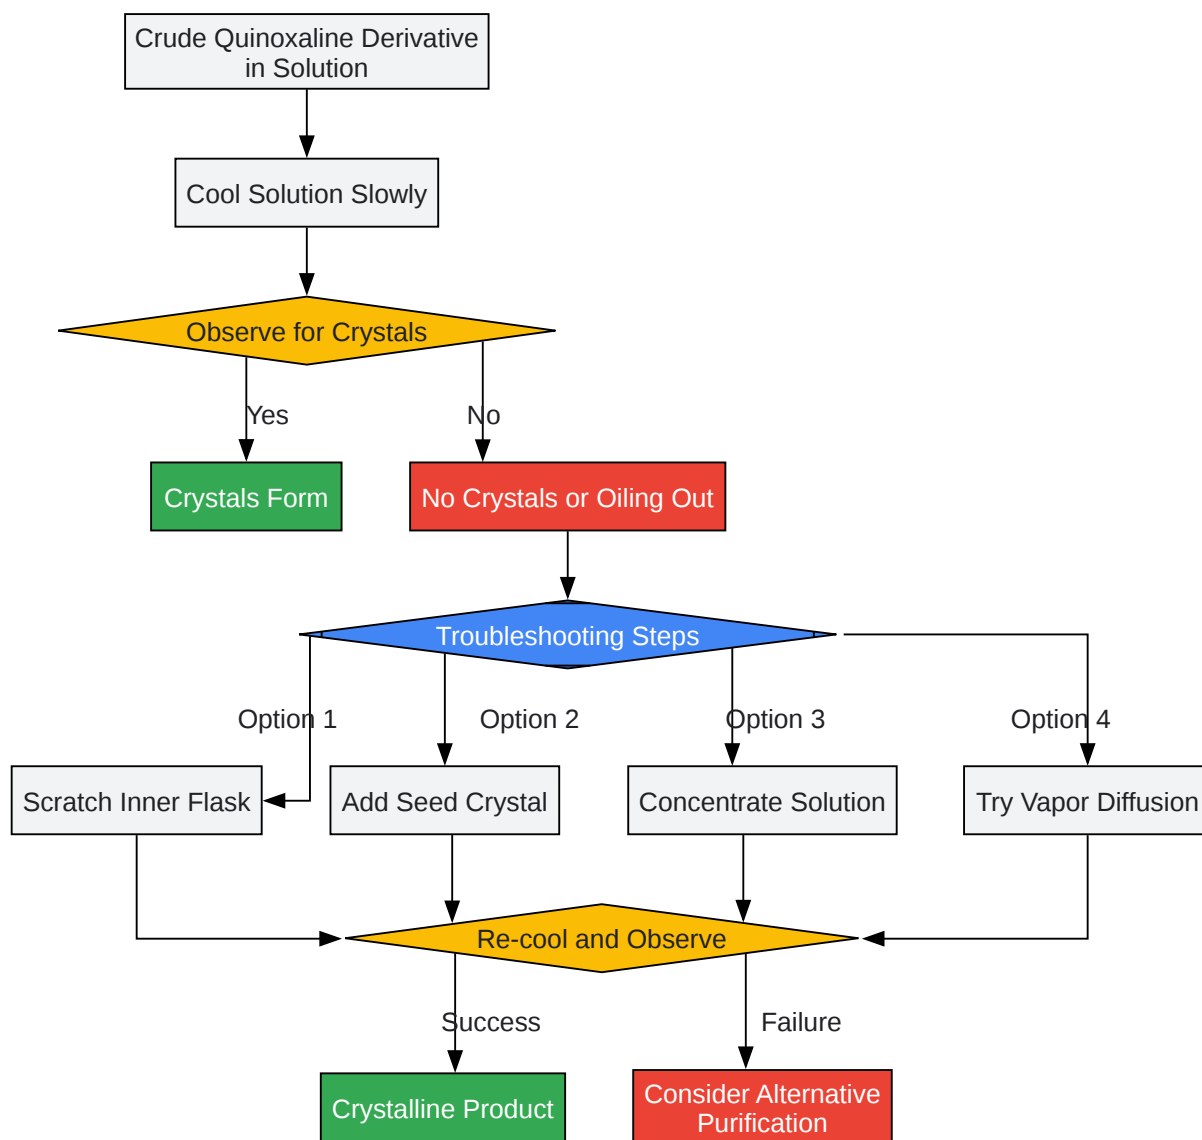 Crude Quinoxaline Derivative
in Solution
Cool Solution Slowly
Observe for Crystals
Yes
No
Crystals Form
No Crystals or Oiling Out
Troubleshooting Steps
Option 1
Option 2
Option 3
Option 4
Scratch Inner Flask
Add Seed Crystal
Concentrate Solution
Try Vapor Diffusion
Re-cool and Observe
Success
Failure
Crystalline Product
Consider Alternative
Purification